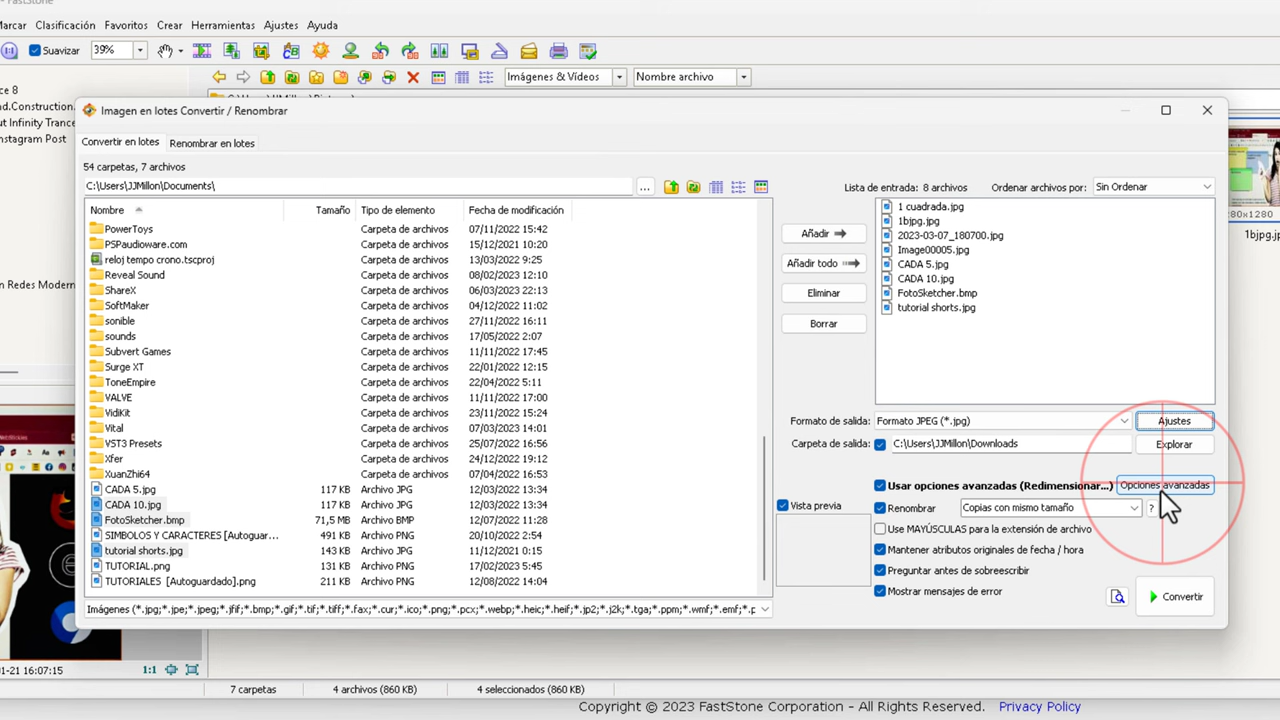 - FastStone
Marcar Clasificación Favoritos Crear Herramientas Ajustes Ayuda
Suavizar 39%
Imágenes & Vídeos Nombre archivo
Imagen en lotes Convertir / Renombrar
Convertir en lotes Renombrar en lotes
54 carpetas, 7 archivos
C:\Users\JJMillon\Documents\ ...
Lista de entrada: 8 archivos Ordenar archivos por: Sin Ordenar
Nombre Tamaño Tipo de elemento Fecha de modificación
PowerToys Carpeta de archivos 07/11/2022 15:42
PSPaudioware.com Carpeta de archivos 15/12/2021 10:20
reloj tempo crono.tscproj Carpeta de archivos 13/03/2023 9:25
Reveal Sound Carpeta de archivos 08/02/2023 12:10
ShareX Carpeta de archivos 06/03/2023 22:13
SoftMaker Carpeta de archivos 04/12/2022 11:02
sonible Carpeta de archivos 27/11/2022 16:11
sounds Carpeta de archivos 17/05/2022 2:07
Subvert Games Carpeta de archivos 11/11/2022 17:45
Surge XT Carpeta de archivos 22/01/2022 12:15
ToneEmpire Carpeta de archivos 22/04/2022 5:11
VALVE Carpeta de archivos 11/11/2022 17:00
VidiKit Carpeta de archivos 23/11/2022 15:24
Vital Carpeta de archivos 07/03/2023 14:01
VST3 Presets Carpeta de archivos 25/07/2022 16:56
Xfer Carpeta de archivos 24/12/2022 19:12
XuanZhi64 Carpeta de archivos 07/04/2022 16:53
CADA 5.jpg 117 KB Archivo JPG 12/03/2022 13:34
CADA 10.jpg 117 KB Archivo JPG 12/03/2022 13:34
FotoSketcher.bmp 71,5 MB Archivo BMP 12/07/2022 11:28
SIMBOLOS Y CARACTERES [Autoguar... 491 KB Archivo PNG 20/10/2022 2:54
tutorial shorts.jpg 143 KB Archivo JPG 11/12/2021 0:15
TUTORIAL.png 131 KB Archivo PNG 17/02/2023 5:45
TUTORIALES [Autoguardado].png 211 KB Archivo PNG 12/08/2022 14:04
Imágenes (*.jpg;*.jpe;*.jpeg;*.jfif;*.bmp;*.gif;*.tif;*.tiff;*.fax;*.cur;*.ico;*.png;*.pcx;*.webp;*.heic;*.heif;*.jp2;*.j2k;*.tga;*.ppm;*.wmf;*.emf;*.p
Añadir
Añadir todo
Eliminar
Borrar
1 cuadrada.jpg
1bjpg.jpg
2023-03-07_180700.jpg
Image00005.jpg
CADA 5.jpg
CADA 10.jpg
FotoSketcher.bmp
tutorial shorts.jpg
Formato de salida: Formato JPEG (*.jpg) Ajustes
Carpeta de salida: C:\Users\JJMillon\Downloads Explorar
Usar opciones avanzadas (Redimensionar...) Opciones avanzadas
Vista previa
Renombrar Copias con mismo tamaño ?
Use MAYÚSCULAS para la extensión de archivo
Mantener atributos originales de fecha / hora
Preguntar antes de sobreescribir
Mostrar mensajes de error
Convertir
e 8
nd.Construction.
ut Infinity Trance
nstagram Post
n Redes Modern
80x1280
1bjpg.jp
01-21 16:07:15 1:1
7 carpetas 4 archivos (860 KB) 4 seleccionados (860 KB)
Copyright © 2023 FastStone Corporation - All Rights Reserved. Privacy Policy